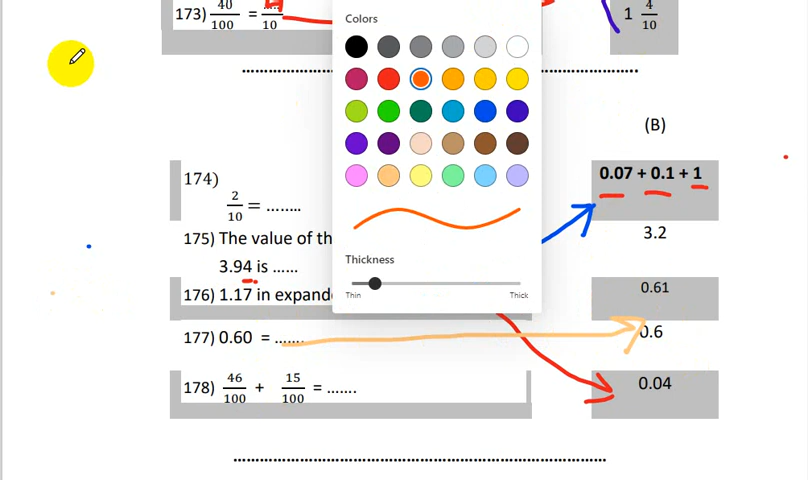 173) 40/100 = ..../10
1 4/10
Colors
(B)
174) 2/10 = .......
0.07 + 0.1 + 1
175) The value of th
3.2
3.94 is ......
Thickness
Thin Thick
176) 1.17 in expand
0.61
177) 0.60 = .......
0.6
178) 46/100 + 15/100 = .......
0.04